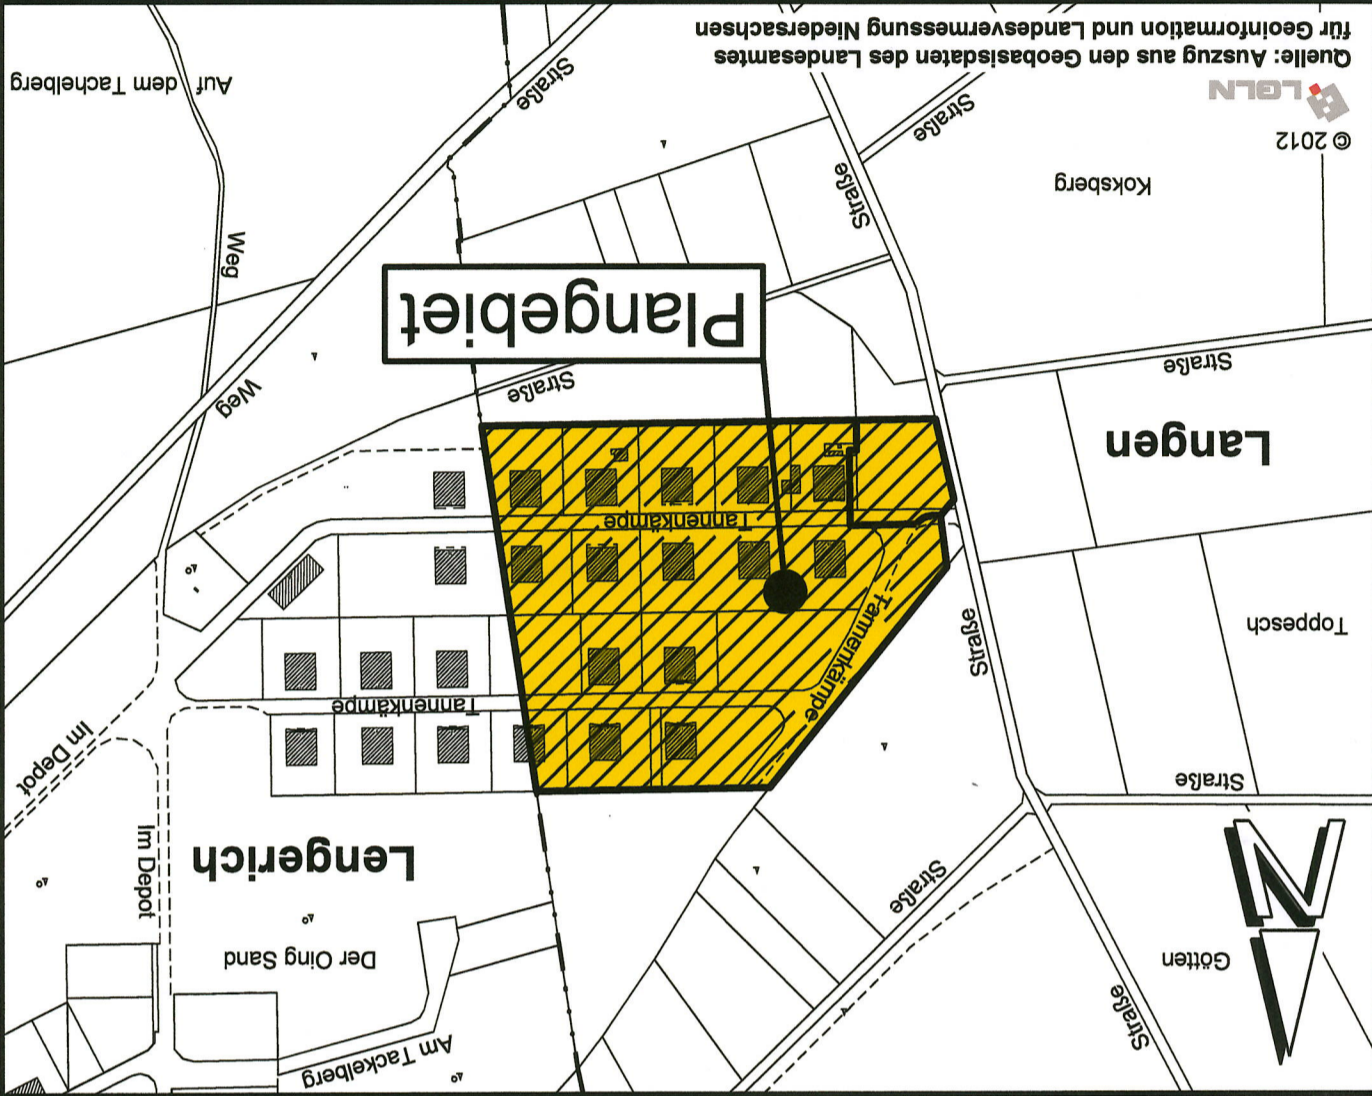 Straße
Am Tackelberg
Götten
Der Oing Sand
N
Straße
Im Depot
Lengerich
Straße
Im Depot
Tannenkämpe
Tannenkämpe
Straße
Toppesch
Tannenkämpe
Langen
Weg
Straße
Straße
Plangebiet
Weg
Straße
Koksberg
© 2012
Straße
LGLN
Straße
Auf dem Tachelberg
Quelle: Auszug aus den Geobasisdaten des Landesamtes
für Geoinformation und Landesvermessung Niedersachsen